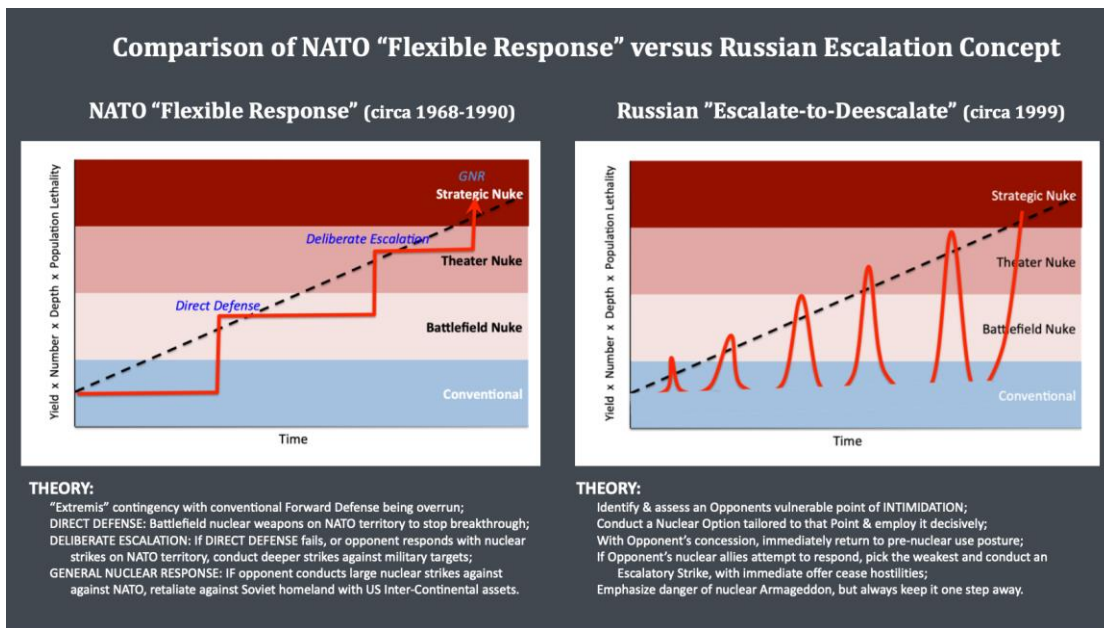 Comparison of NATO “Flexible Response” versus Russian Escalation Concept
NATO “Flexible Response” (circa 1968-1990)
Yield x Number x Depth x Population Lethality
GNR
Strategic Nuke
Deliberate Escalation
Theater Nuke
Direct Defense
Battlefield Nuke
Conventional
Time
THEORY:
“Extremis” contingency with conventional Forward Defense being overrun;
DIRECT DEFENSE: Battlefield nuclear weapons on NATO territory to stop breakthrough;
DELIBERATE ESCALATION: If DIRECT DEFENSE fails, or opponent responds with nuclear
strikes on NATO territory, conduct deeper strikes against military targets;
GENERAL NUCLEAR RESPONSE: IF opponent conducts large nuclear strikes against
against NATO, retaliate against Soviet homeland with US Inter-Continental assets.
Russian ”Escalate-to-Deescalate” (circa 1999)
Yield x Number x Depth x Population Lethality
Strategic Nuke
Theater Nuke
Battlefield Nuke
Conventional
Time
THEORY:
Identify & assess an Opponents vulnerable point of INTIMIDATION;
Conduct a Nuclear Option tailored to that Point & employ it decisively;
With Opponent’s concession, immediately return to pre-nuclear use posture;
If Opponent’s nuclear allies attempt to respond, pick the weakest and conduct an
Escalatory Strike, with immediate offer cease hostilities;
Emphasize danger of nuclear Armageddon, but always keep it one step away.